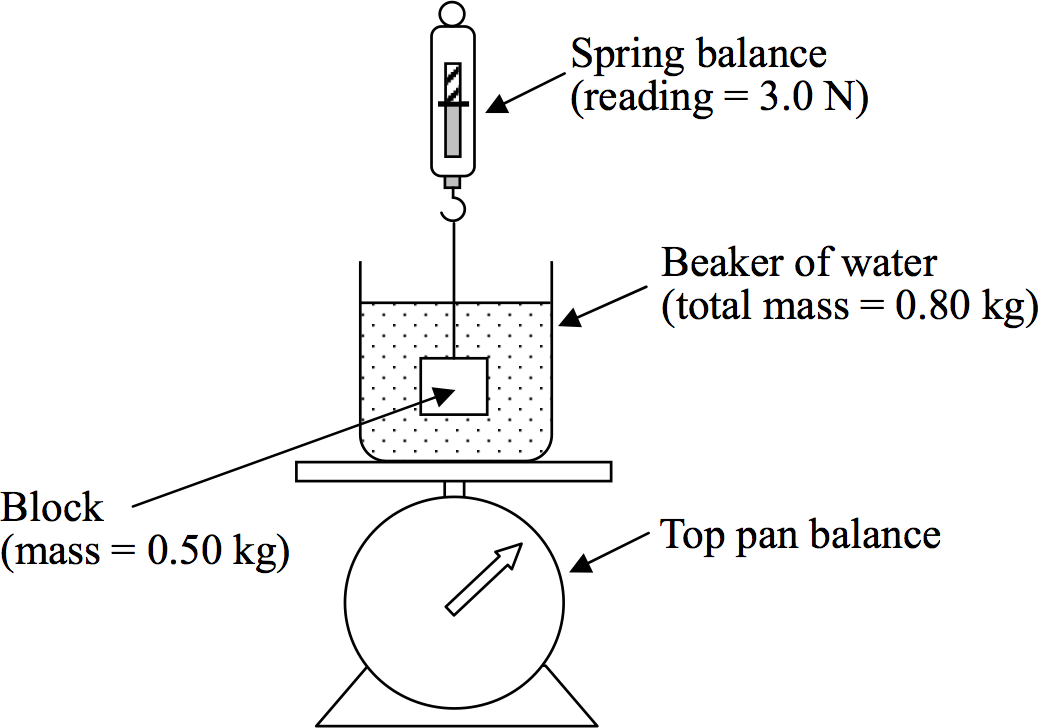 Spring balance
(reading = 3.0 N)
Beaker of water
(total mass = 0.80 kg)
Block
(mass = 0.50 kg)
Top pan balance